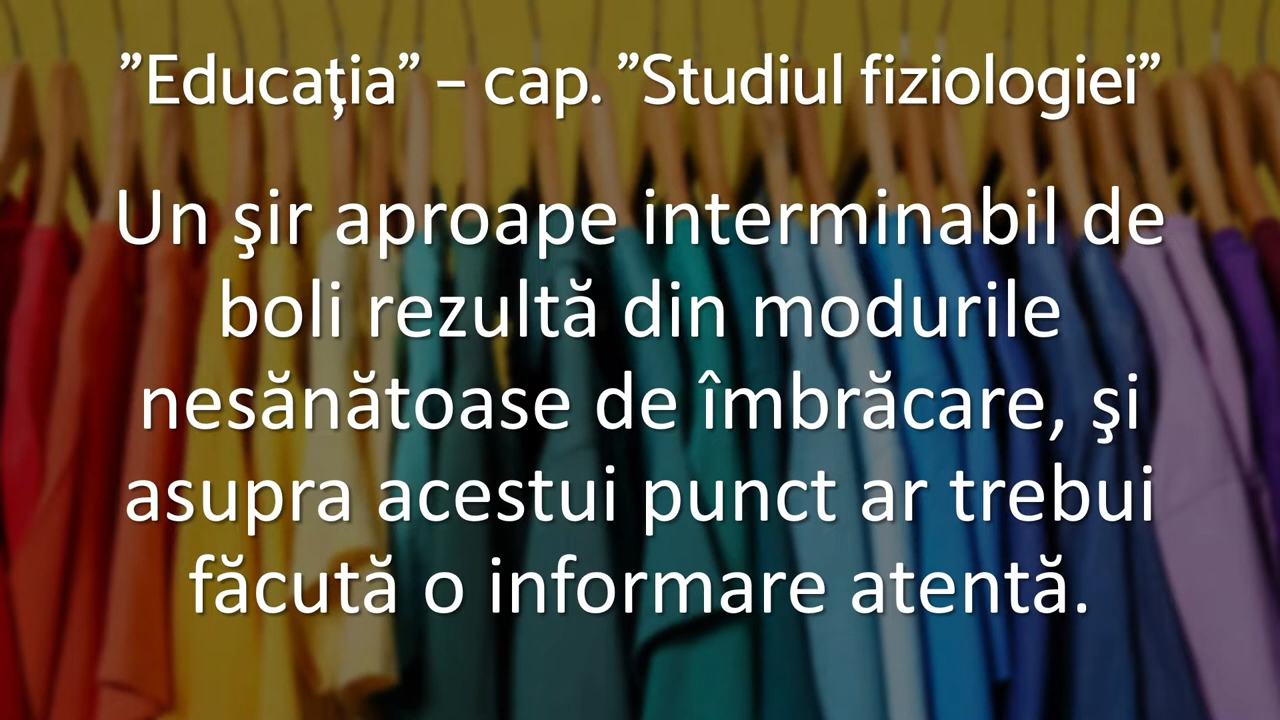 ”Educaţia” – cap. ”Studiul fiziologiei”
Un şir aproape interminabil de
boli rezultă din modurile
nesănătoase de îmbrăcare, şi
asupra acestui punct ar trebui
făcută o informare atentă.